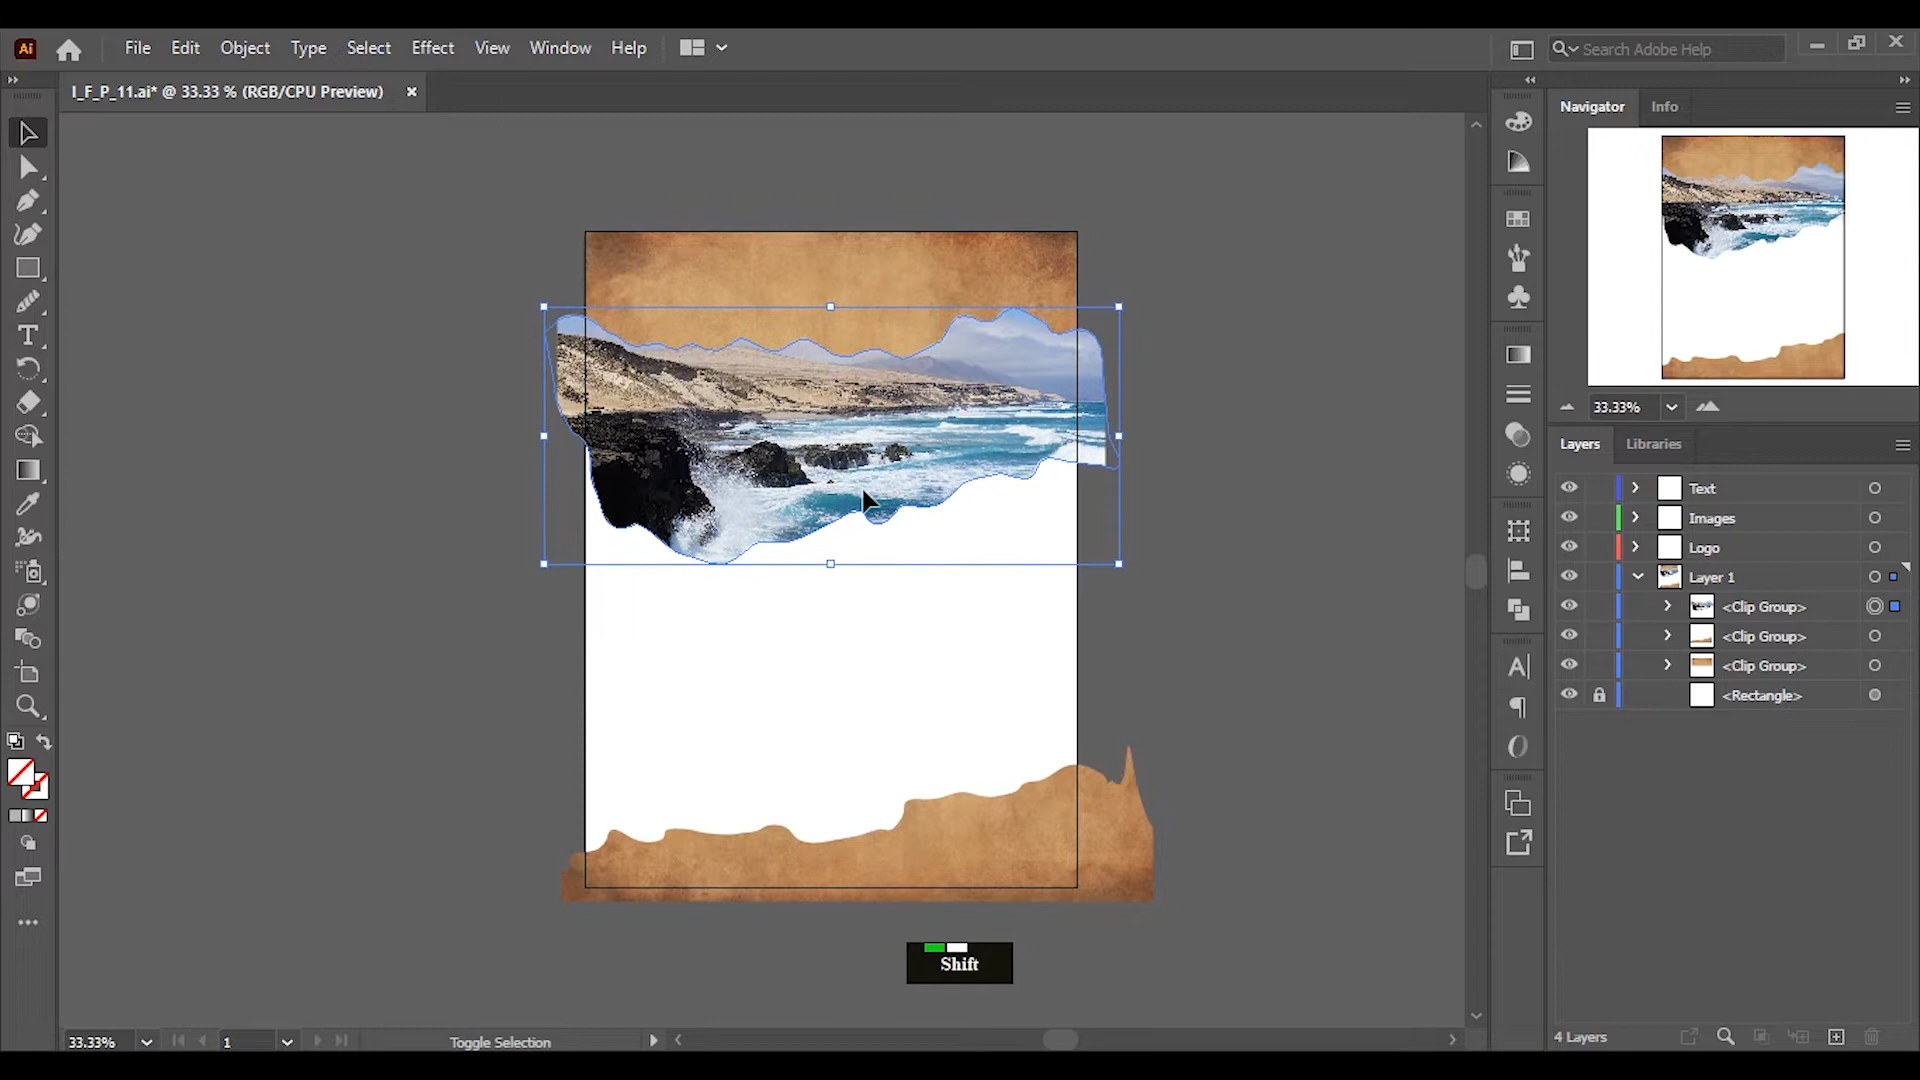 Ai
File Edit Object Type Select Effect View Window Help
Search Adobe Help
I_F_P_11.ai* @ 33.33 % (RGB/CPU Preview)
Navigator Info
33.33%
Layers Libraries
Text
Images
Logo
Layer 1
<Clip Group>
<Clip Group>
<Clip Group>
<Rectangle>
Shift
33.33% 1 Toggle Selection
4 Layers